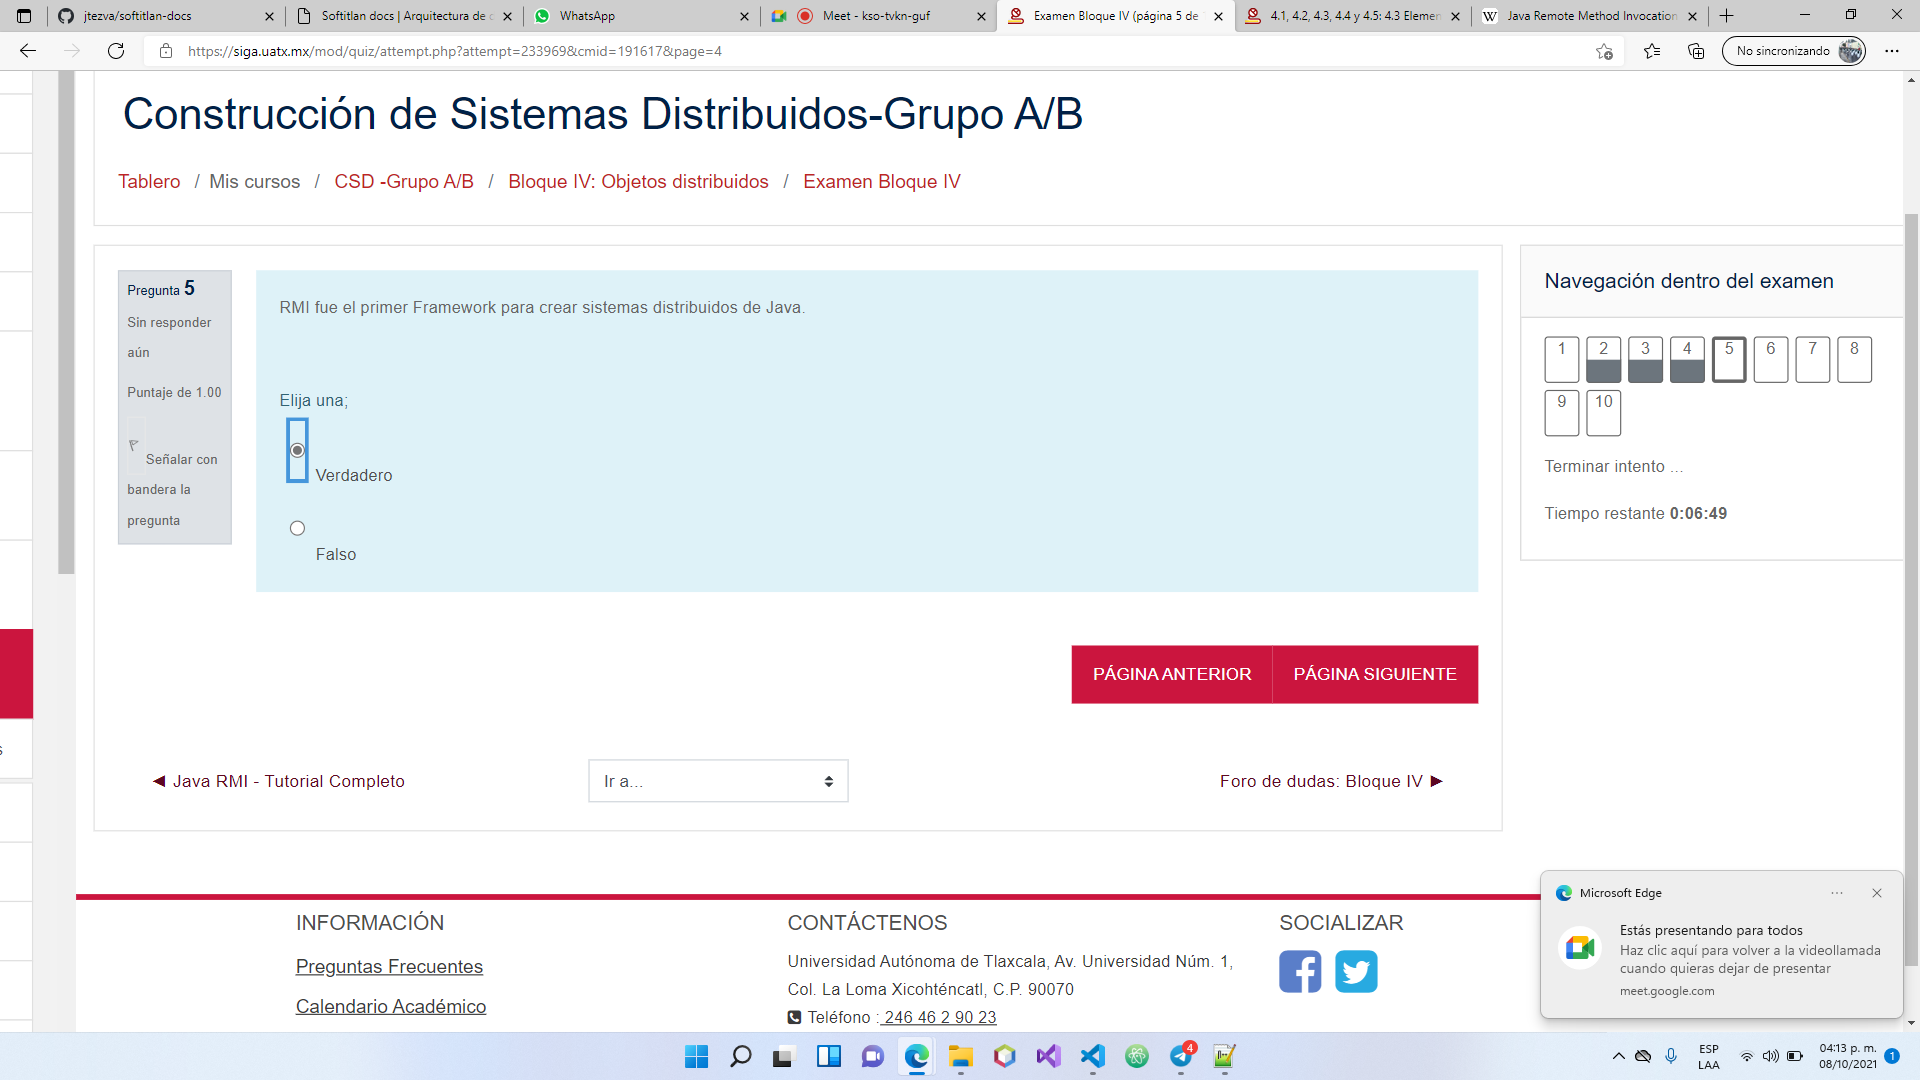 jtezva/softitlan-docs
Softitlan docs | Arquitectura de c
WhatsApp
Meet - kso-tvkn-guf
Examen Bloque IV (página 5 de
4.1, 4.2, 4.3, 4.4 y 4.5: 4.3 Elemen
Java Remote Method Invocation
https://siga.uatx.mx/mod/quiz/attempt.php?attempt=233969&cmid=191617&page=4
No sincronizando
Construcción de Sistemas Distribuidos-Grupo A/B
Tablero / Mis cursos / CSD -Grupo A/B / Bloque IV: Objetos distribuidos / Examen Bloque IV
Pregunta 5
Sin responder
aún
Puntaje de 1.00
Señalar con
bandera la
pregunta
RMI fue el primer Framework para crear sistemas distribuidos de Java.
Elija una;
Verdadero
Falso
PÁGINA ANTERIOR
PÁGINA SIGUIENTE
Navegación dentro del examen
1 2 3 4 5 6 7 8
9 10
Terminar intento ...
Tiempo restante 0:06:49
s
◀ Java RMI - Tutorial Completo
Ir a...
Foro de dudas: Bloque IV ▶
INFORMACIÓN
Preguntas Frecuentes
Calendario Académico
CONTÁCTENOS
Universidad Autónoma de Tlaxcala, Av. Universidad Núm. 1,
Col. La Loma Xicohténcatl, C.P. 90070
Teléfono : 246 46 2 90 23
SOCIALIZAR
Microsoft Edge
Estás presentando para todos
Haz clic aquí para volver a la videollamada
cuando quieras dejar de presentar
meet.google.com
4
ESP
LAA
04:13 p. m.
08/10/2021
1